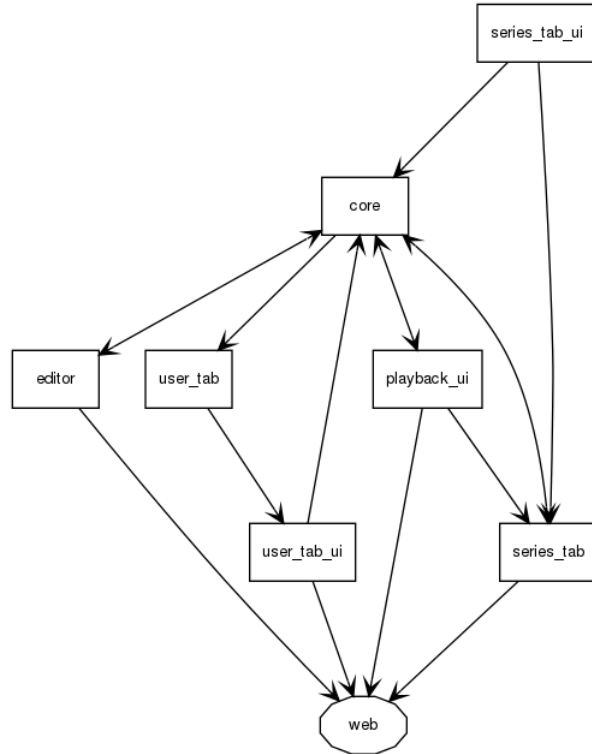 series_tab_ui
core
editor
user_tab
playback_ui
user_tab_ui
series_tab
web